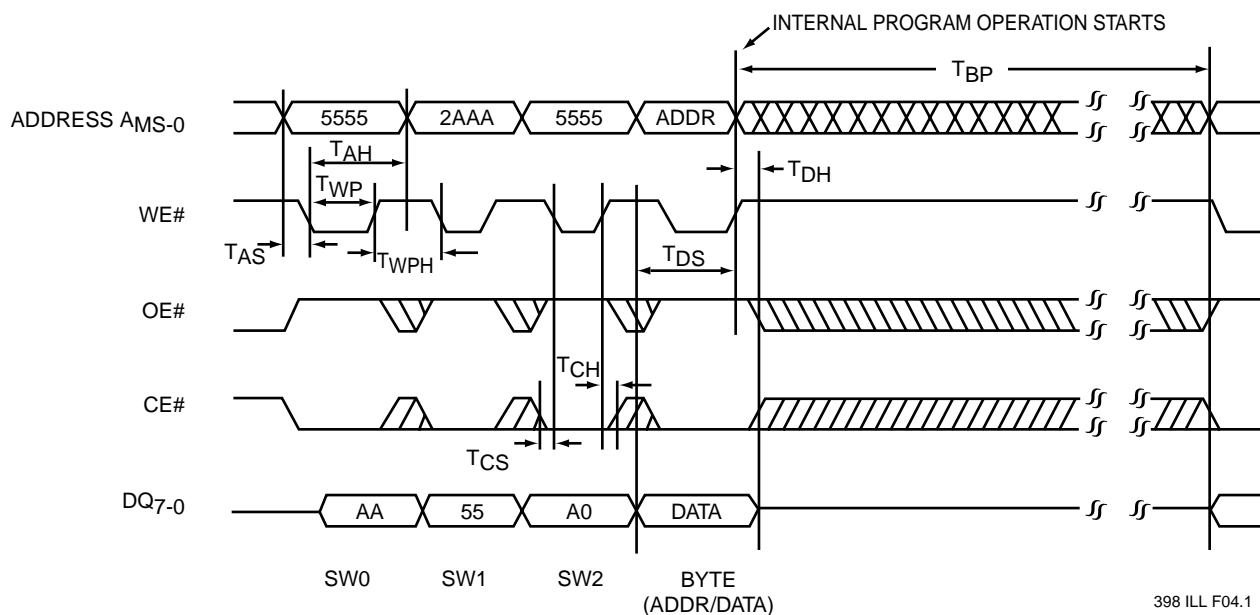 INTERNAL PROGRAM OPERATION STARTS
TBP
ADDRESS AMS-0
5555
2AAA
5555
ADDR
TAH
TDH
TWP
WE#
TAS
TWPH
TDS
OE#
TCH
CE#
TCS
DQ7-0
AA
55
A0
DATA
SW0
SW1
SW2
BYTE
(ADDR/DATA)
398 ILL F04.1